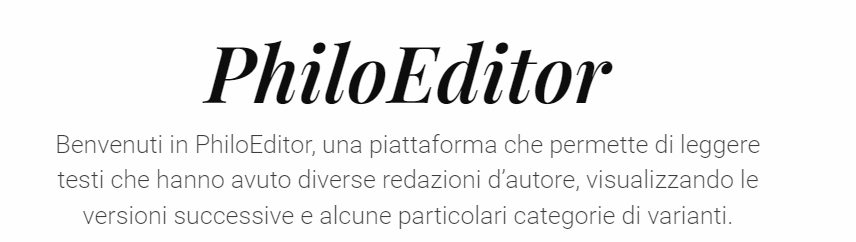 PhiloEditor
Benvenuti in PhiloEditor, una piattaforma che permette di leggere
testi che hanno avuto diverse redazioni d’autore, visualizzando le
versioni successive e alcune particolari categorie di varianti.